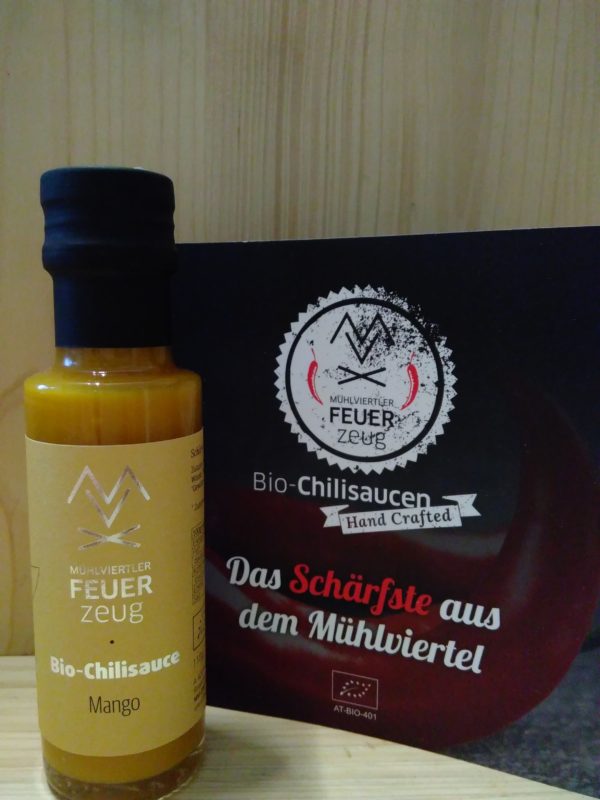 MÜHLVIERTLER
FEUER
zeug
Bio-Chilisauce
Mango
MÜHLVIERTLER
FEUER
zeug
Bio-Chilisaucen
Hand Crafted
Das Schärfste aus
dem Mühlviertel
AT-BIO-401